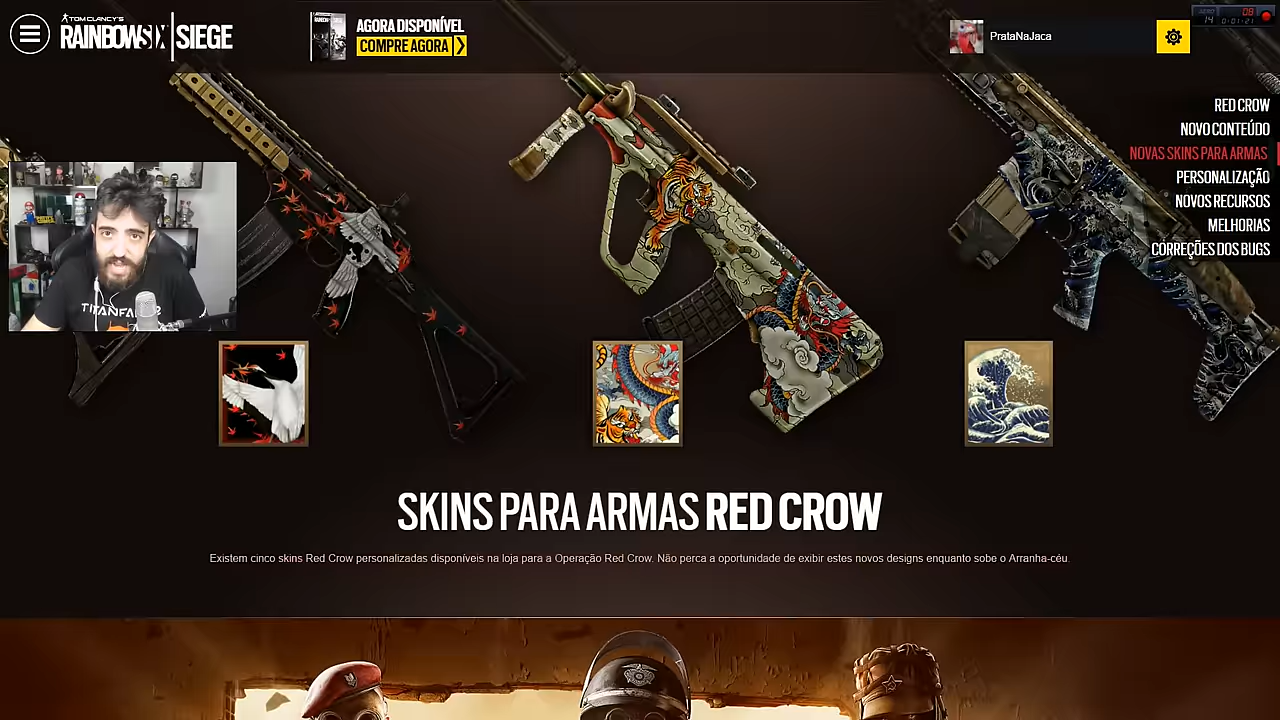 TOM CLANCY'S
RAINBOWSIX | SIEGE
AGORA DISPONÍVEL
COMPRE AGORA
PrataNaJaca
RED CROW
NOVO CONTEÚDO
NOVAS SKINS PARA ARMAS
PERSONALIZAÇÃO
NOVOS RECURSOS
MELHORIAS
CORREÇÕES DOS BUGS
SKINS PARA ARMAS RED CROW
Existem cinco skins Red Crow personalizadas disponíveis na loja para a Operação Red Crow. Não perca a oportunidade de exibir estes novos designs enquanto sobe o Arranha-céu.